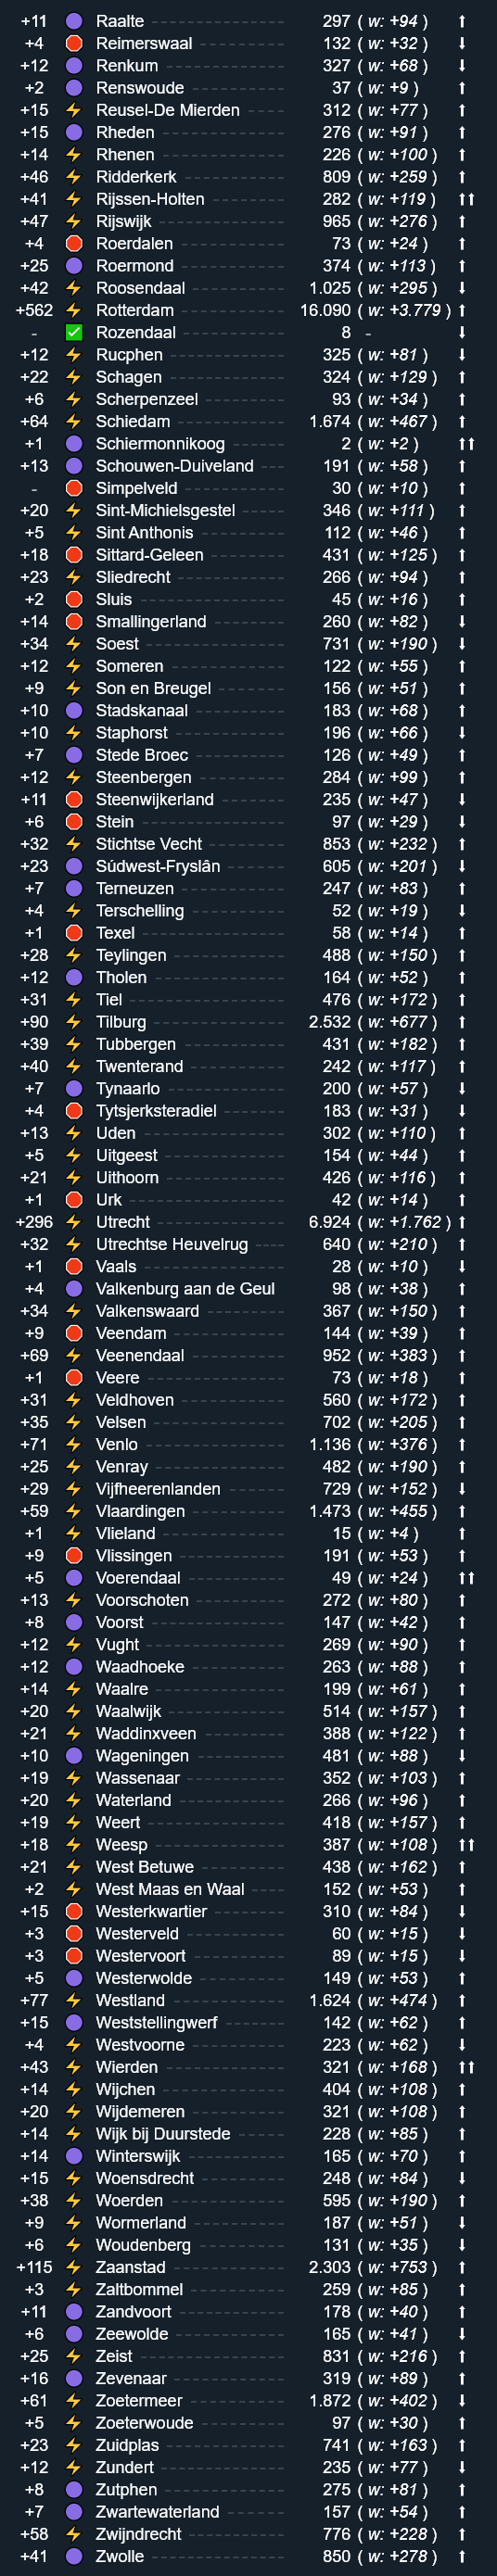 +11 Raalte 297 ( w: +94 ) ↑
+4 Reimerswaal 132 ( w: +32 ) ↓
+12 Renkum 327 ( w: +68 ) ↓
+2 Renswoude 37 ( w: +9 ) ↑
+15 Reusel-De Mierden 312 ( w: +77 ) ↑
+15 Rheden 276 ( w: +91 ) ↑
+14 Rhenen 226 ( w: +100 ) ↑
+46 Ridderkerk 809 ( w: +259 ) ↑
+41 Rijssen-Holten 282 ( w: +119 ) ↑↑
+47 Rijswijk 965 ( w: +276 ) ↑
+4 Roerdalen 73 ( w: +24 ) ↑
+25 Roermond 374 ( w: +113 ) ↑
+42 Roosendaal 1.025 ( w: +295 ) ↓
+562 Rotterdam 16.090 ( w: +3.779 ) ↑
- Rozendaal 8 - ↓
+12 Rucphen 325 ( w: +81 ) ↓
+22 Schagen 324 ( w: +129 ) ↑
+6 Scherpenzeel 93 ( w: +34 ) ↑
+64 Schiedam 1.674 ( w: +467 ) ↑
+1 Schiermonnikoog 2 ( w: +2 ) ↑↑
+13 Schouwen-Duiveland 191 ( w: +58 ) ↑
- Simpelveld 30 ( w: +10 ) ↑
+20 Sint-Michielsgestel 346 ( w: +111 ) ↑
+5 Sint Anthonis 112 ( w: +46 ) ↑
+18 Sittard-Geleen 431 ( w: +125 ) ↑
+23 Sliedrecht 266 ( w: +94 ) ↑
+2 Sluis 45 ( w: +16 ) ↑
+14 Smallingerland 260 ( w: +82 ) ↓
+34 Soest 731 ( w: +190 ) ↓
+12 Someren 122 ( w: +55 ) ↑
+9 Son en Breugel 156 ( w: +51 ) ↑
+10 Stadskanaal 183 ( w: +68 ) ↑
+10 Staphorst 196 ( w: +66 ) ↓
+7 Stede Broec 126 ( w: +49 ) ↑
+12 Steenbergen 284 ( w: +99 ) ↑
+11 Steenwijkerland 235 ( w: +47 ) ↓
+6 Stein 97 ( w: +29 ) ↓
+32 Stichtse Vecht 853 ( w: +232 ) ↑
+23 Súdwest-Fryslân 605 ( w: +201 ) ↓
+7 Terneuzen 247 ( w: +83 ) ↑
+4 Terschelling 52 ( w: +19 ) ↓
+1 Texel 58 ( w: +14 ) ↑
+28 Teylingen 488 ( w: +150 ) ↑
+12 Tholen 164 ( w: +52 ) ↑
+31 Tiel 476 ( w: +172 ) ↑
+90 Tilburg 2.532 ( w: +677 ) ↑
+39 Tubbergen 431 ( w: +182 ) ↑
+40 Twenterand 242 ( w: +117 ) ↑
+7 Tynaarlo 200 ( w: +57 ) ↓
+4 Tytsjerksteradiel 183 ( w: +31 ) ↓
+13 Uden 302 ( w: +110 ) ↑
+5 Uitgeest 154 ( w: +44 ) ↑
+21 Uithoorn 426 ( w: +116 ) ↑
+1 Urk 42 ( w: +14 ) ↑
+296 Utrecht 6.924 ( w: +1.762 ) ↑
+32 Utrechtse Heuvelrug 640 ( w: +210 ) ↑
+1 Vaals 28 ( w: +10 ) ↓
+4 Valkenburg aan de Geul 98 ( w: +38 ) ↑
+34 Valkenswaard 367 ( w: +150 ) ↑
+9 Veendam 144 ( w: +39 ) ↑
+69 Veenendaal 952 ( w: +383 ) ↑
+1 Veere 73 ( w: +18 ) ↑
+31 Veldhoven 560 ( w: +172 ) ↑
+35 Velsen 702 ( w: +205 ) ↑
+71 Venlo 1.136 ( w: +376 ) ↑
+25 Venray 482 ( w: +190 ) ↑
+29 Vijfheerenlanden 729 ( w: +152 ) ↓
+59 Vlaardingen 1.473 ( w: +455 ) ↑
+1 Vlieland 15 ( w: +4 ) ↑
+9 Vlissingen 191 ( w: +53 ) ↑
+5 Voerendaal 49 ( w: +24 ) ↑↑
+13 Voorschoten 272 ( w: +80 ) ↑
+8 Voorst 147 ( w: +42 ) ↑
+12 Vught 269 ( w: +90 ) ↑
+12 Waadhoeke 263 ( w: +88 ) ↑
+14 Waalre 199 ( w: +61 ) ↑
+20 Waalwijk 514 ( w: +157 ) ↑
+21 Waddinxveen 388 ( w: +122 ) ↑
+10 Wageningen 481 ( w: +88 ) ↓
+19 Wassenaar 352 ( w: +103 ) ↑
+20 Waterland 266 ( w: +96 ) ↑
+19 Weert 418 ( w: +157 ) ↑
+18 Weesp 387 ( w: +108 ) ↑↑
+21 West Betuwe 438 ( w: +162 ) ↑
+2 West Maas en Waal 152 ( w: +53 ) ↑
+15 Westerkwartier 310 ( w: +84 ) ↓
+3 Westerveld 60 ( w: +15 ) ↓
+3 Westervoort 89 ( w: +15 ) ↓
+5 Westerwolde 149 ( w: +53 ) ↑
+77 Westland 1.624 ( w: +474 ) ↑
+15 Weststellingwerf 142 ( w: +62 ) ↑
+4 Westvoorne 223 ( w: +62 ) ↓
+43 Wierden 321 ( w: +168 ) ↑↑
+14 Wijchen 404 ( w: +108 ) ↑
+20 Wijdemeren 321 ( w: +108 ) ↑
+14 Wijk bij Duurstede 228 ( w: +85 ) ↑
+14 Winterswijk 165 ( w: +70 ) ↑
+15 Woensdrecht 248 ( w: +84 ) ↓
+38 Woerden 595 ( w: +190 ) ↑
+9 Wormerland 187 ( w: +51 ) ↓
+6 Woudenberg 131 ( w: +35 ) ↓
+115 Zaanstad 2.303 ( w: +753 ) ↑
+3 Zaltbommel 259 ( w: +85 ) ↑
+11 Zandvoort 178 ( w: +40 ) ↑
+6 Zeewolde 165 ( w: +41 ) ↓
+25 Zeist 831 ( w: +216 ) ↑
+16 Zevenaar 319 ( w: +89 ) ↑
+61 Zoetermeer 1.872 ( w: +402 ) ↓
+5 Zoeterwoude 97 ( w: +30 ) ↑
+23 Zuidplas 741 ( w: +163 ) ↑
+12 Zundert 235 ( w: +77 ) ↓
+8 Zutphen 275 ( w: +81 ) ↑
+7 Zwartewaterland 157 ( w: +54 ) ↑
+58 Zwijndrecht 776 ( w: +228 ) ↑
+41 Zwolle 850 ( w: +278 ) ↑